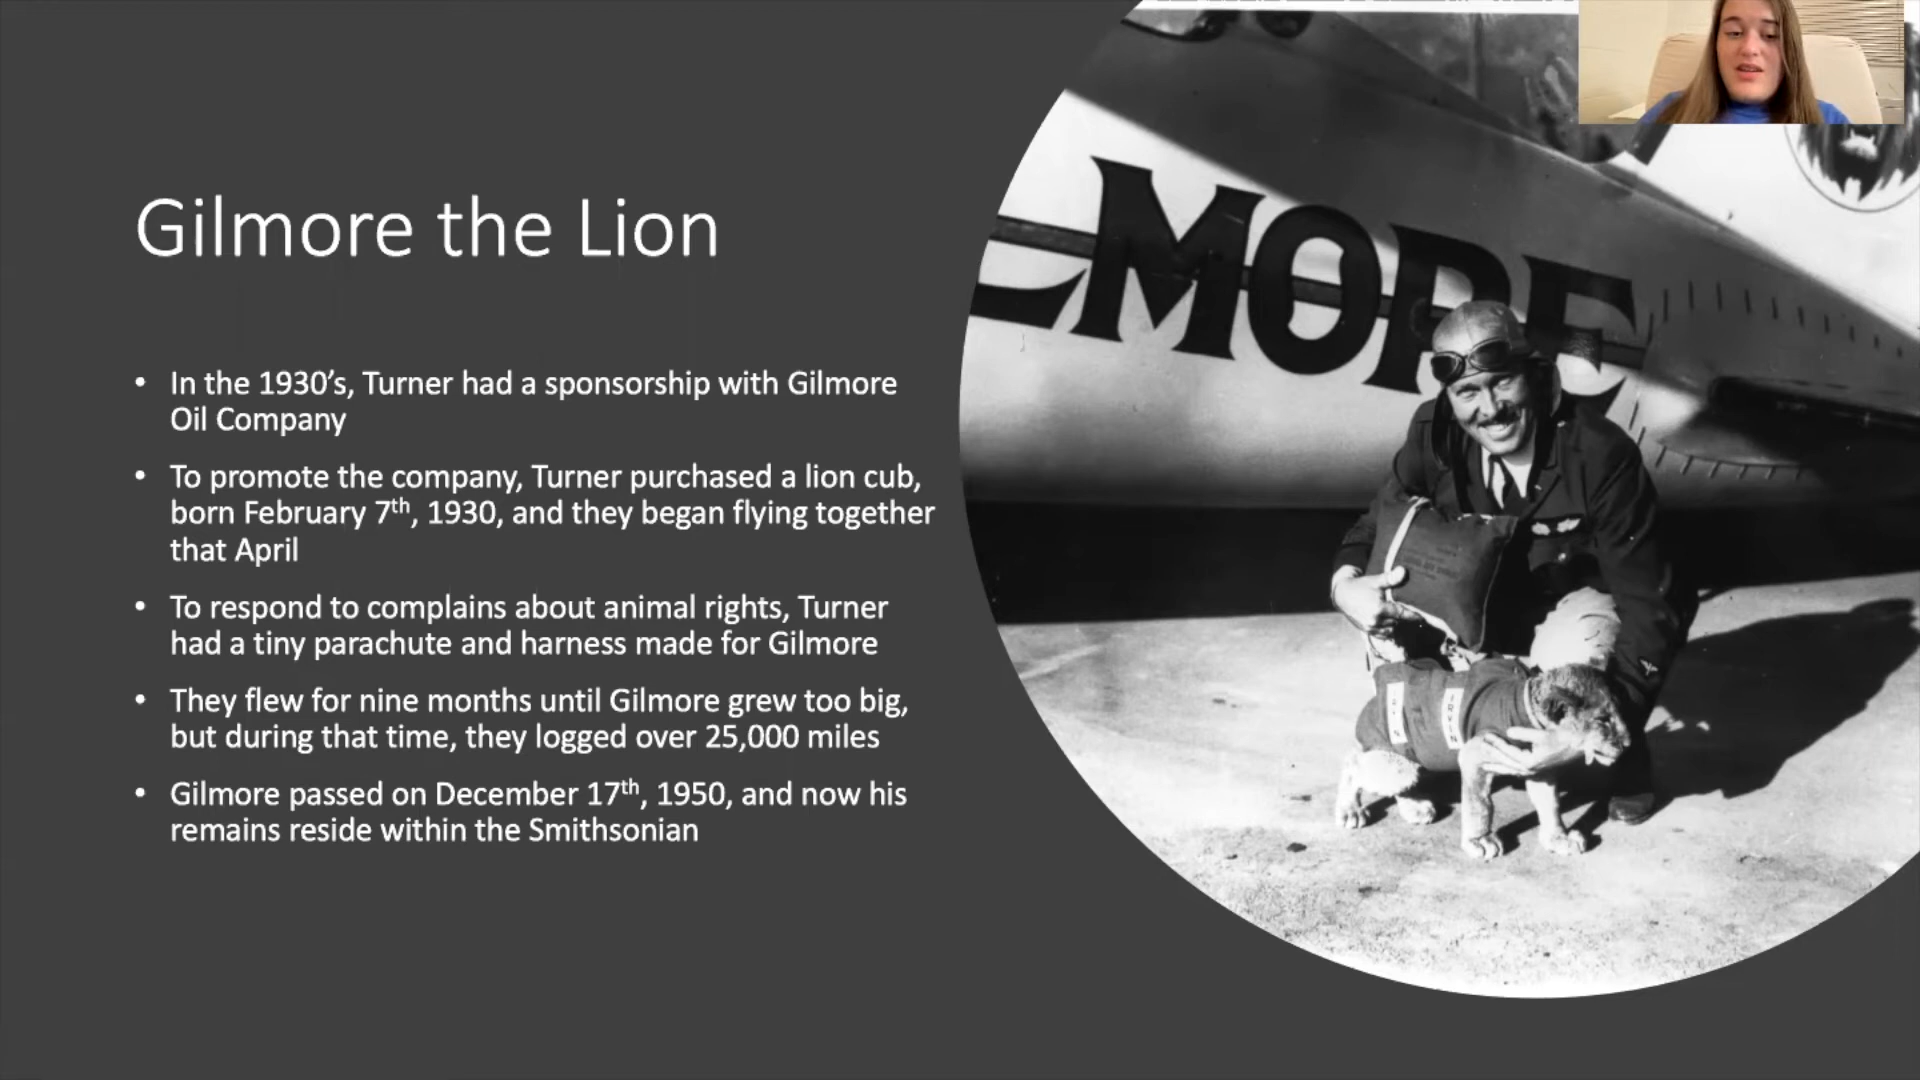 Gilmore the Lion
• In the 1930’s, Turner had a sponsorship with Gilmore
Oil Company
• To promote the company, Turner purchased a lion cub,
born February 7th, 1930, and they began flying together
that April
• To respond to complains about animal rights, Turner
had a tiny parachute and harness made for Gilmore
• They flew for nine months until Gilmore grew too big,
but during that time, they logged over 25,000 miles
• Gilmore passed on December 17th, 1950, and now his
remains reside within the Smithsonian
LMORE
IRVIN